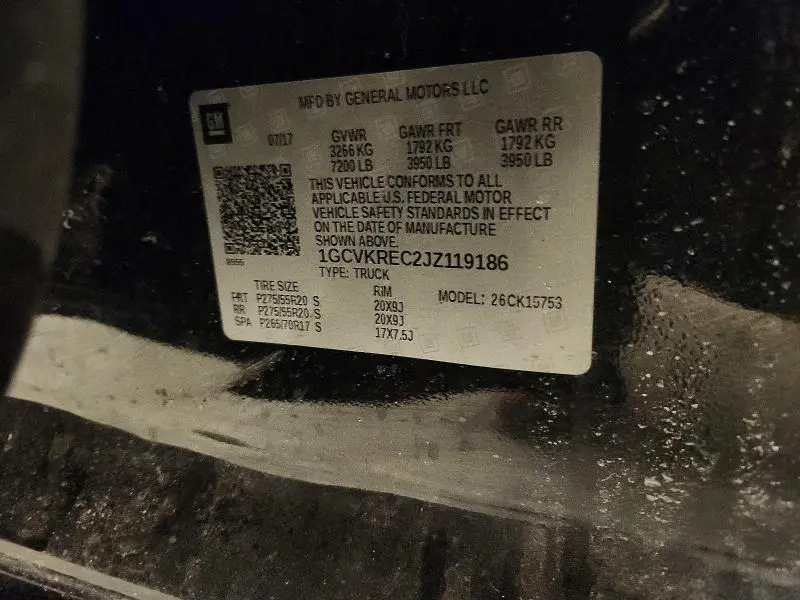 MFD BY GENERAL MOTORS LLC
GM
07/17 GVWR GAWR FRT GAWR RR
3266 KG 1792 KG 1792 KG
7200 LB 3950 LB 3950 LB
THIS VEHICLE CONFORMS TO ALL
APPLICABLE U.S. FEDERAL MOTOR
VEHICLE SAFETY STANDARDS IN EFFECT
ON THE DATE OF MANUFACTURE
SHOWN ABOVE.
1GCVKREC2JZ119186
TYPE: TRUCK
TIRE SIZE RIM MODEL: 26CK15753
FRT P275/55R20 S 20X9J
RR P275/55R20 S 20X9J
SPA P265/70R17 S 17X7.5J